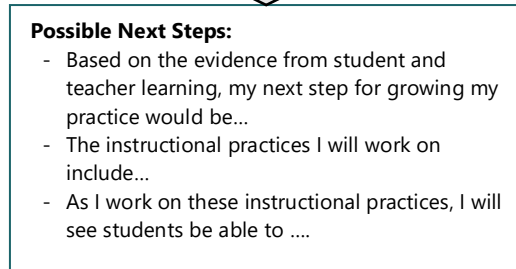 Possible Next Steps:
- Based on the evidence from student and
teacher learning, my next step for growing my
practice would be...
- The instructional practices I will work on
include...
- As I work on these instructional practices, I will
see students be able to ....